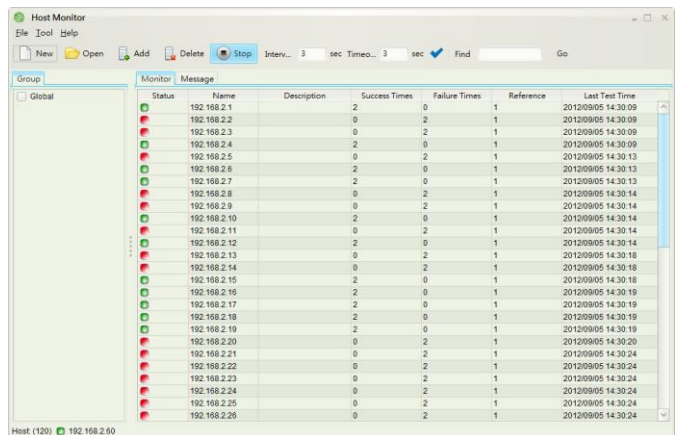 Host Monitor
File Tool Help
New Open Add Delete Stop Interv... 3 sec Timeo... 3 sec Find Go
Group Monitor Message
Global
Status Name Description Success Times Failure Times Reference Last Test Time
192.168.2.1 2 0 1 2012/09/05 14:30:09
192.168.2.2 0 2 1 2012/09/05 14:30:09
192.168.2.3 0 2 1 2012/09/05 14:30:09
192.168.2.4 2 0 1 2012/09/05 14:30:09
192.168.2.5 0 2 1 2012/09/05 14:30:13
192.168.2.6 2 0 1 2012/09/05 14:30:13
192.168.2.7 2 0 1 2012/09/05 14:30:13
192.168.2.8 0 2 1 2012/09/05 14:30:14
192.168.2.9 0 2 1 2012/09/05 14:30:14
192.168.2.10 2 0 1 2012/09/05 14:30:14
192.168.2.11 0 2 1 2012/09/05 14:30:14
192.168.2.12 2 0 1 2012/09/05 14:30:14
192.168.2.13 0 2 1 2012/09/05 14:30:18
192.168.2.14 0 2 1 2012/09/05 14:30:18
192.168.2.15 2 0 1 2012/09/05 14:30:18
192.168.2.16 2 0 1 2012/09/05 14:30:19
192.168.2.17 2 0 1 2012/09/05 14:30:19
192.168.2.18 2 0 1 2012/09/05 14:30:19
192.168.2.19 2 0 1 2012/09/05 14:30:19
192.168.2.20 0 2 1 2012/09/05 14:30:20
192.168.2.21 0 2 1 2012/09/05 14:30:24
192.168.2.22 0 2 1 2012/09/05 14:30:24
192.168.2.23 0 2 1 2012/09/05 14:30:24
192.168.2.24 0 2 1 2012/09/05 14:30:24
192.168.2.25 0 2 1 2012/09/05 14:30:24
192.168.2.26 0 2 1 2012/09/05 14:30:24
Host: (120) 192.168.2.60